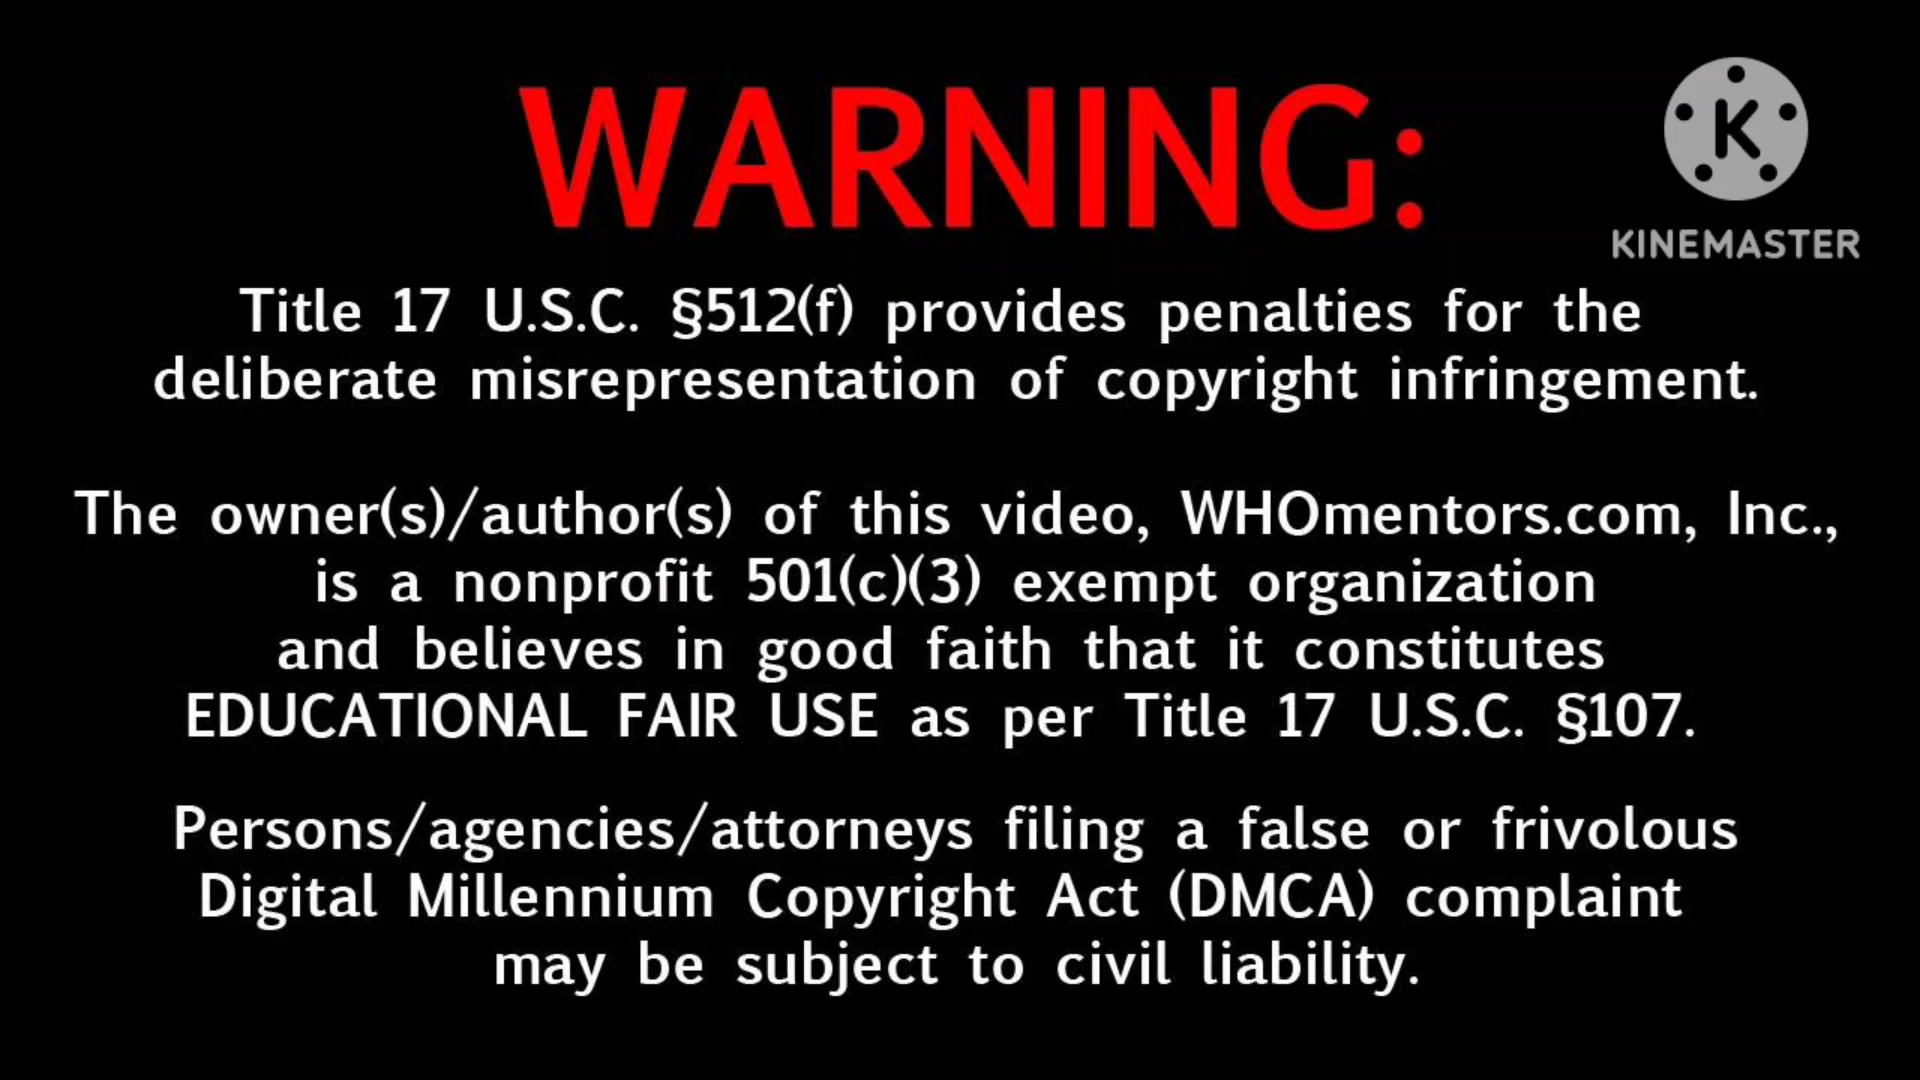 WARNING:
K
KINEMASTER
Title 17 U.S.C. §512(f) provides penalties for the
deliberate misrepresentation of copyright infringement.
The owner(s)/author(s) of this video, WHOmentors.com, Inc.,
is a nonprofit 501(c)(3) exempt organization
and believes in good faith that it constitutes
EDUCATIONAL FAIR USE as per Title 17 U.S.C. §107.
Persons/agencies/attorneys filing a false or frivolous
Digital Millennium Copyright Act (DMCA) complaint
may be subject to civil liability.